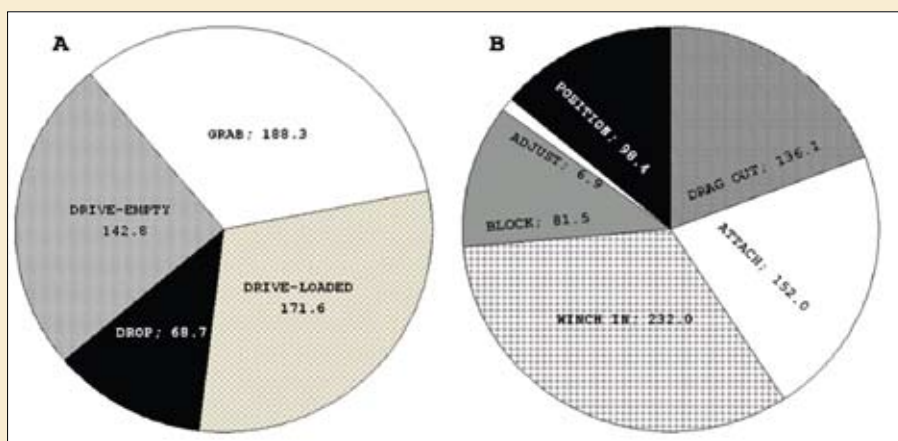 A
GRAB; 188.3
DRIVE-EMPTY
142.8
DRIVE-LOADED
171.6
DROP; 68.7
B
POSITION; 98.4
DRAG OUT; 136.1
ADJUST; 6.9
BLOCK; 81.5
ATTACH; 152.0
WINCH IN; 232.0